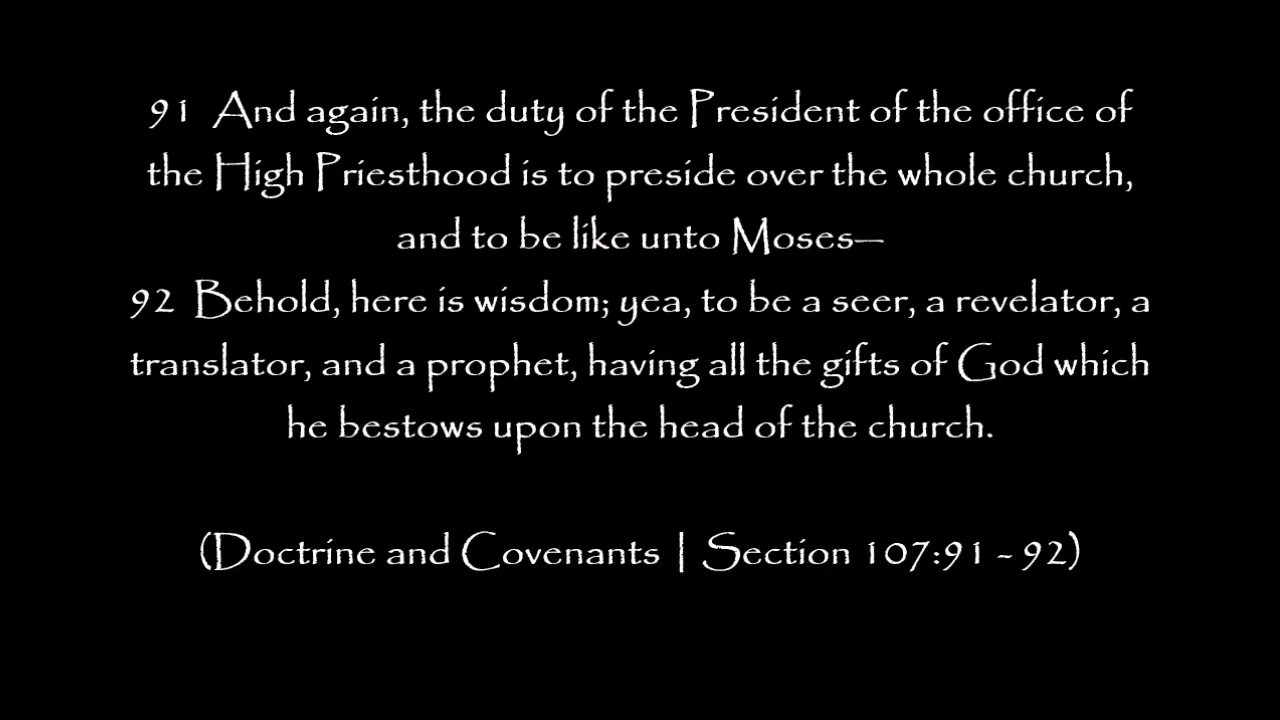 91 And again, the duty of the President of the office of
the High Priesthood is to preside over the whole church,
and to be like unto Moses—
92 Behold, here is wisdom; yea, to be a seer, a revelator, a
translator, and a prophet, having all the gifts of God which
he bestows upon the head of the church.
(Doctrine and Covenants | Section 107:91 - 92)